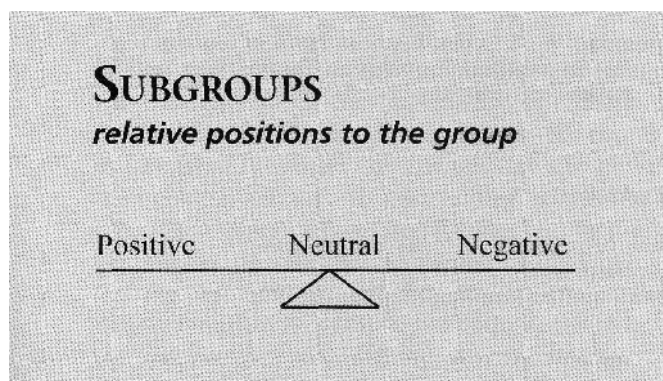 SUBGROUPS
relative positions to the group
Positive Neutral Negative